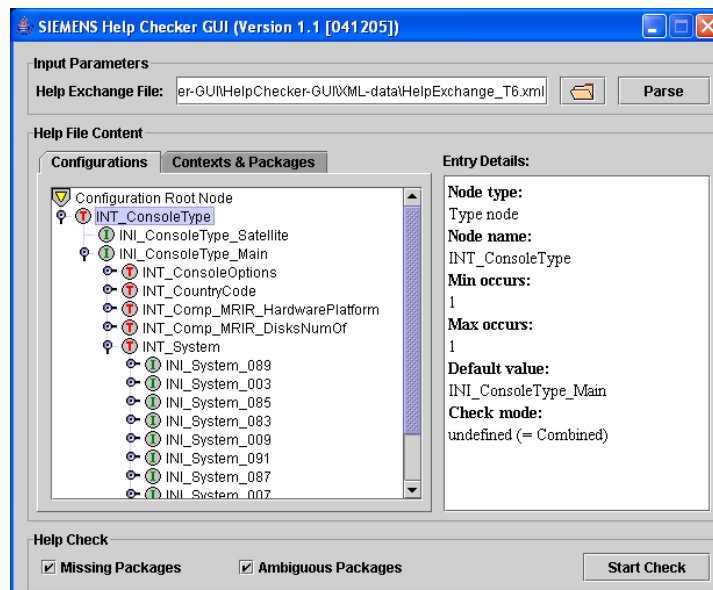 SIEMENS Help Checker GUI (Version 1.1 [041205])
Input Parameters
Help Exchange File: er-GUI\HelpChecker-GUI\XML-data\HelpExchange_T6.xml Parse
Help File Content
Configurations Contexts & Packages
Configuration Root Node
T INT_ConsoleType
I INI_ConsoleType_Satellite
I INI_ConsoleType_Main
T INT_ConsoleOptions
T INT_CountryCode
T INT_Comp_MRIR_HardwarePlatform
T INT_Comp_MRIR_DisksNumOf
T INT_System
I INI_System_089
I INI_System_003
I INI_System_085
I INI_System_083
I INI_System_009
I INI_System_091
I INI_System_087
I INI_System_007
Entry Details:
Node type:
Type node
Node name:
INT_ConsoleType
Min occurs:
1
Max occurs:
1
Default value:
INI_ConsoleType_Main
Check mode:
undefined (= Combined)
Help Check
Missing Packages Ambiguous Packages Start Check